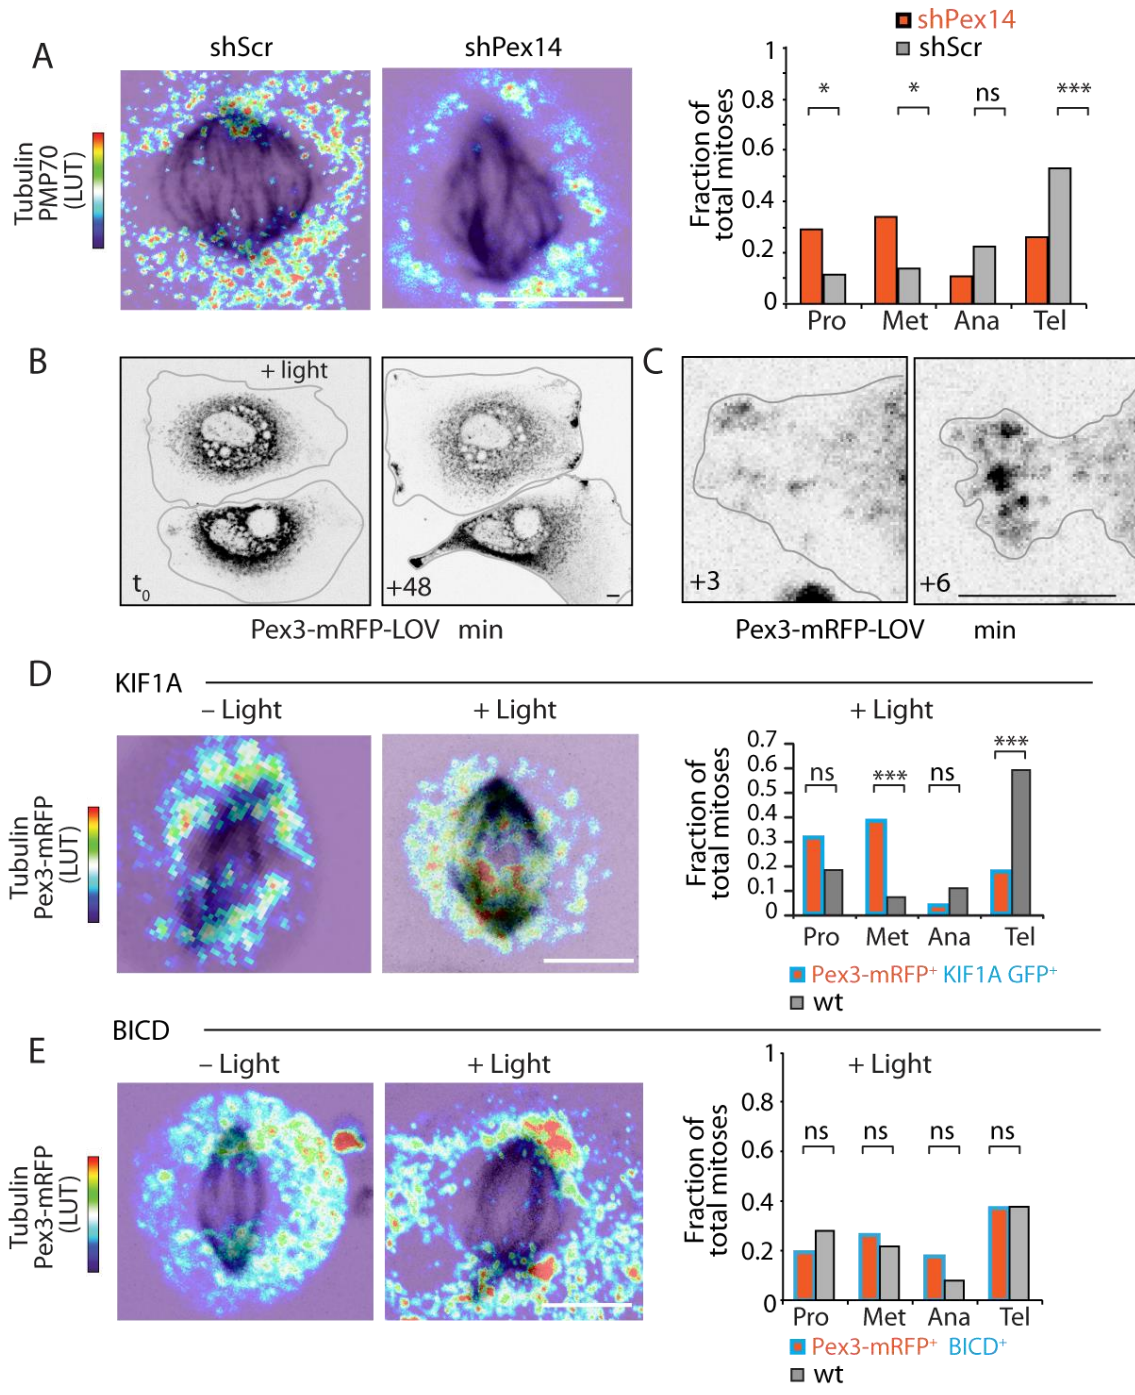 A
shScr
shPex14
Tubulin
PMP70
(LUT)
shPex14
shScr
Fraction of
total mitoses
1
0.8
0.6
0.4
0.2
0
*
*
ns
***
Pro
Met
Ana
Tel
B
+ light
t0
+48
Pex3-mRFP-LOV min
C
+3
+6
Pex3-mRFP-LOV min
D
KIF1A
– Light
+ Light
Tubulin
Pex3-mRFP
(LUT)
+ Light
Fraction of
total mitoses
0.7
0.6
0.5
0.4
0.3
0.2
0.1
0
ns
***
ns
***
Pro
Met
Ana
Tel
Pex3-mRFP+ KIF1A GFP+
wt
E
BICD
– Light
+ Light
Tubulin
Pex3-mRFP
(LUT)
+ Light
Fraction of
total mitoses
1
0.8
0.6
0.4
0.2
0
ns
ns
ns
ns
Pro
Met
Ana
Tel
Pex3-mRFP+ BICD+
wt